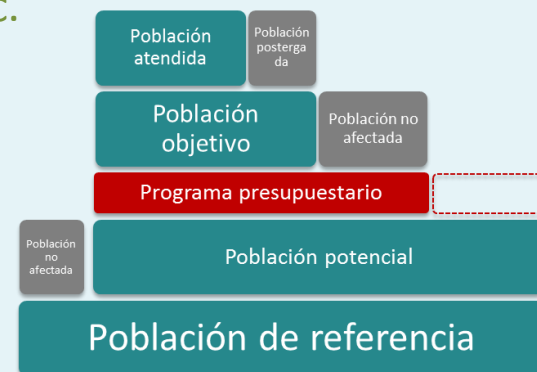 c.
Población
atendida
Población
posterga
da
Población
objetivo
Población no
afectada
Programa presupuestario
Población
no
afectada
Población potencial
Población de referencia